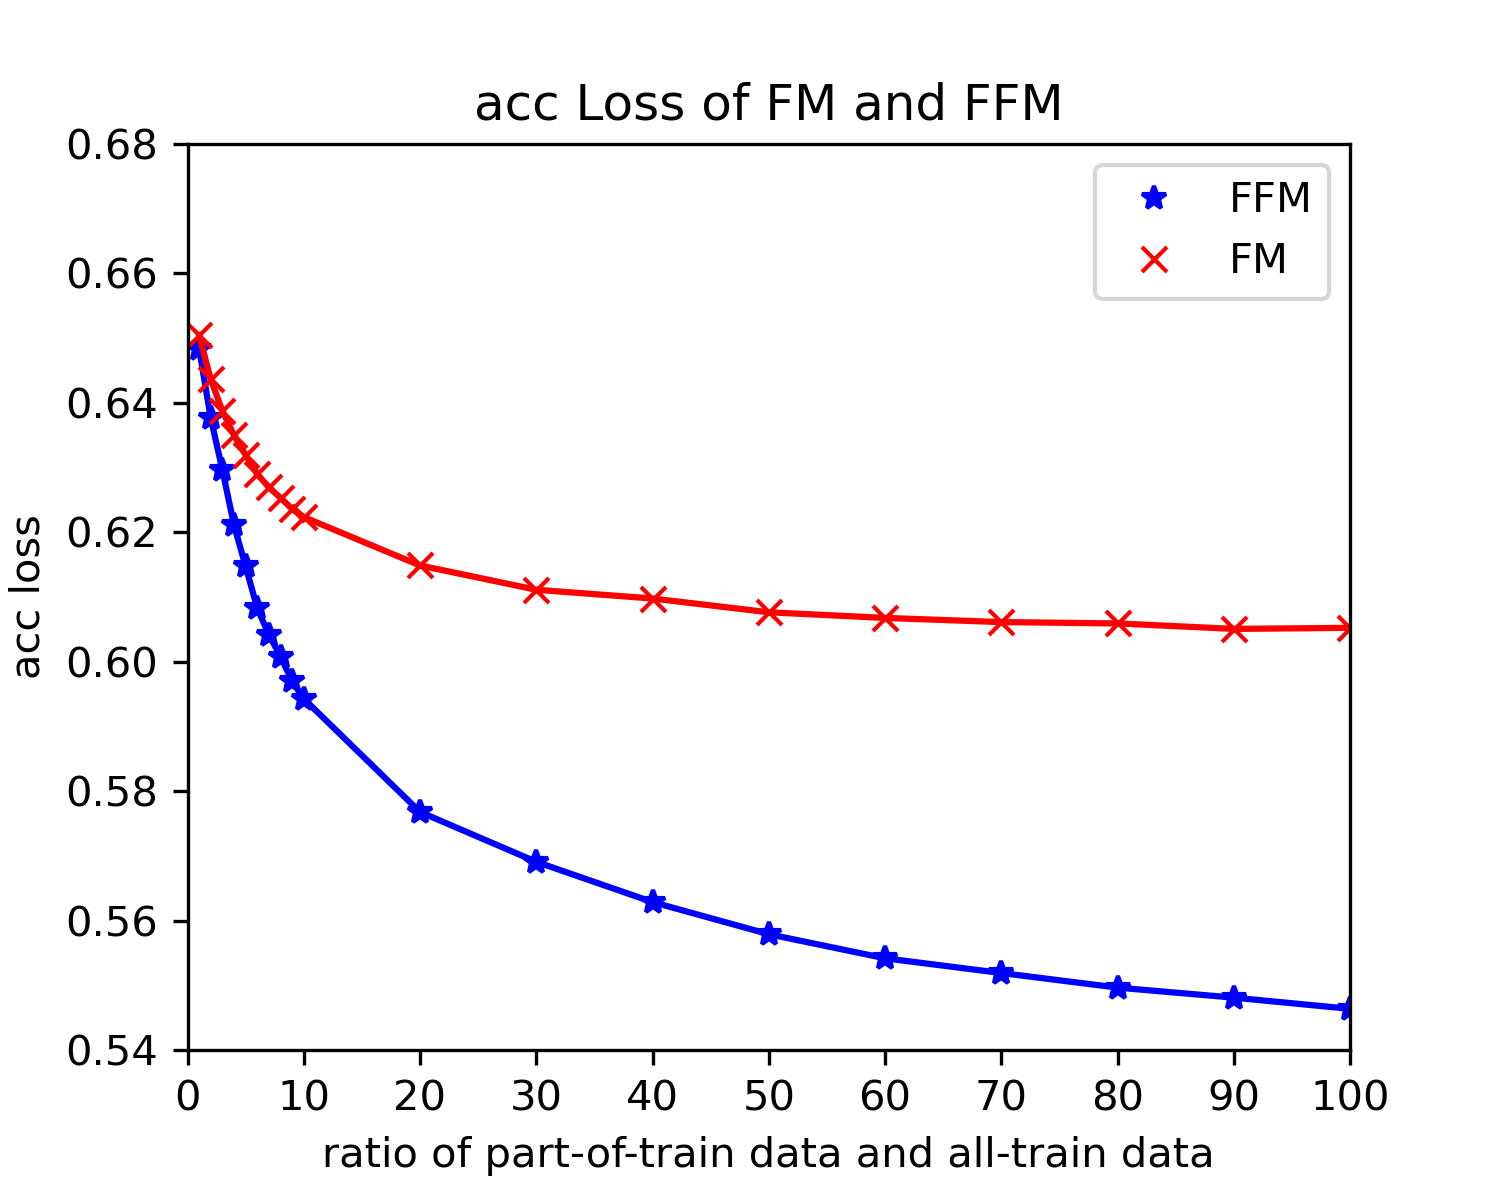 acc Loss of FM and FFM
0.68
0.66
0.64
0.62
0.60
0.58
0.56
0.54
acc loss
FFM
FM
0 10 20 30 40 50 60 70 80 90 100
ratio of part-of-train data and all-train data